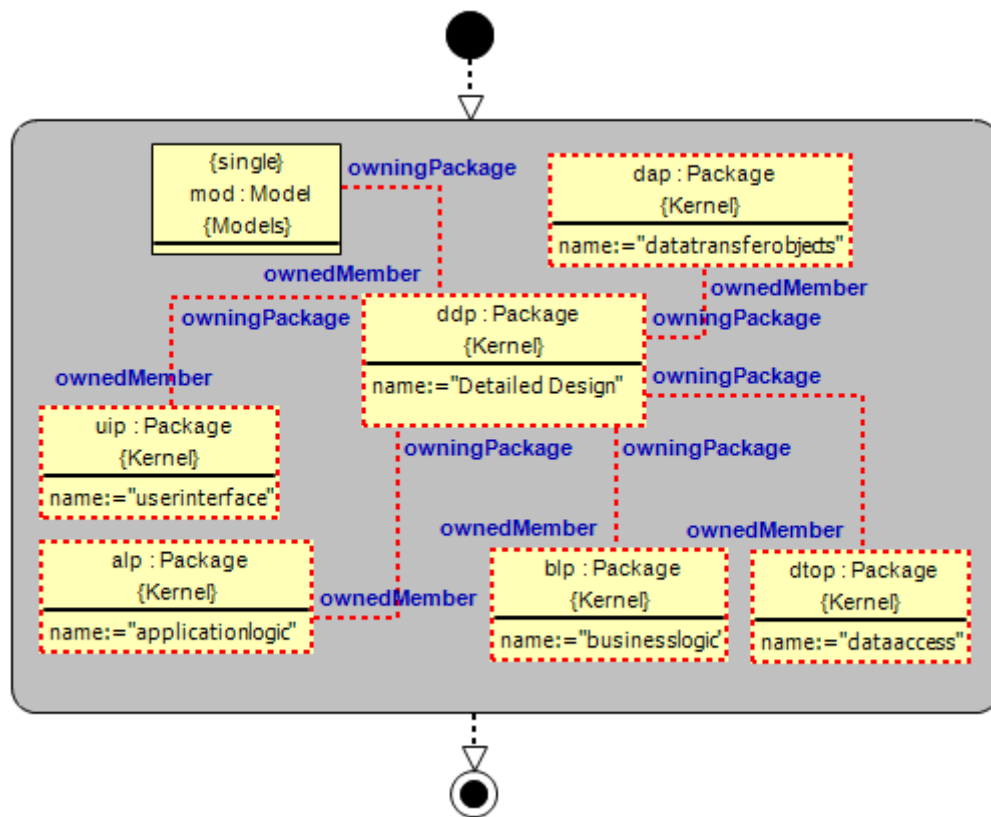 {single}
mod : Model
{Models}
owningPackage
dap : Package
{Kernel}
name:="datatransferobjects"
ownedMember
ownedMember
owningPackage
ddp : Package
{Kernel}
name:="Detailed Design"
owningPackage
owningPackage
ownedMember
uip : Package
{Kernel}
name:="userinterface"
owningPackage
owningPackage
ownedMember
ownedMember
alp : Package
{Kernel}
name:="applicationlogic"
ownedMember
blp : Package
{Kernel}
name:="businesslogic"
dtop : Package
{Kernel}
name:="dataaccess"